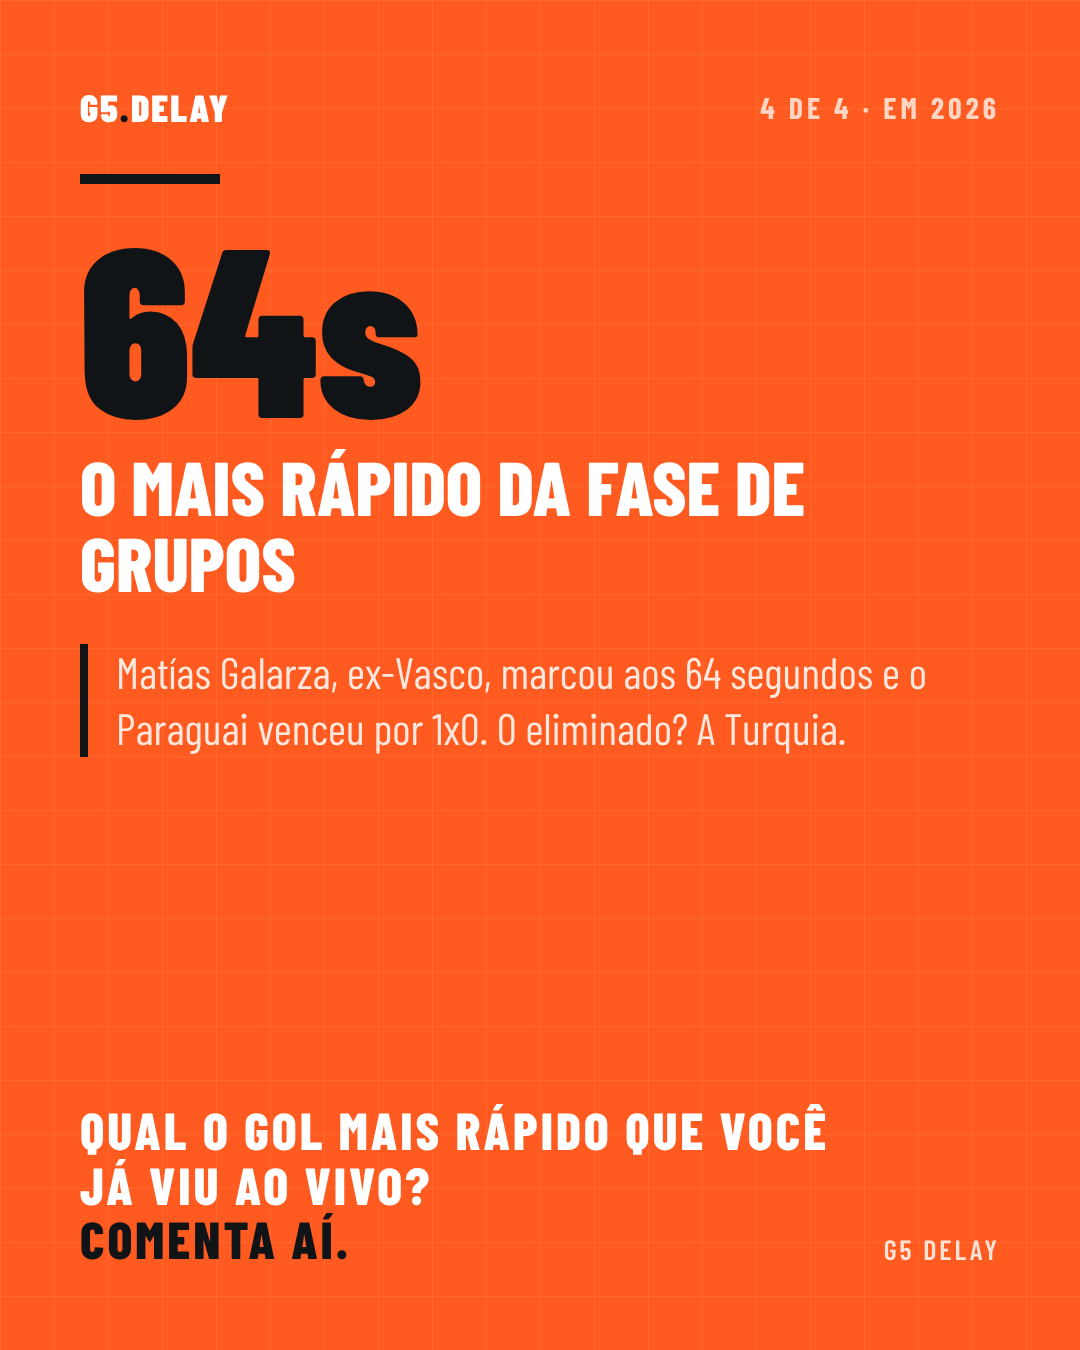 G5.DELAY
4 DE 4 · EM 2026
64s
O MAIS RÁPIDO DA FASE DE
GRUPOS
Matías Galarza, ex-Vasco, marcou aos 64 segundos e o
Paraguai venceu por 1x0. O eliminado? A Turquia.
QUAL O GOL MAIS RÁPIDO QUE VOCÊ
JÁ VIU AO VIVO?
COMENTA AÍ.
G5 DELAY